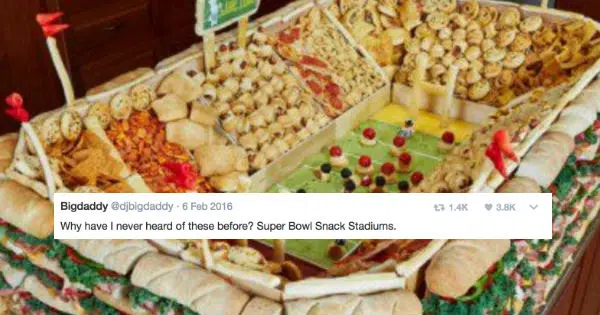 Bigdaddy @djbigdaddy · 6 Feb 2016 1.4K 3.8K
Why have I never heard of these before? Super Bowl Snack Stadiums.